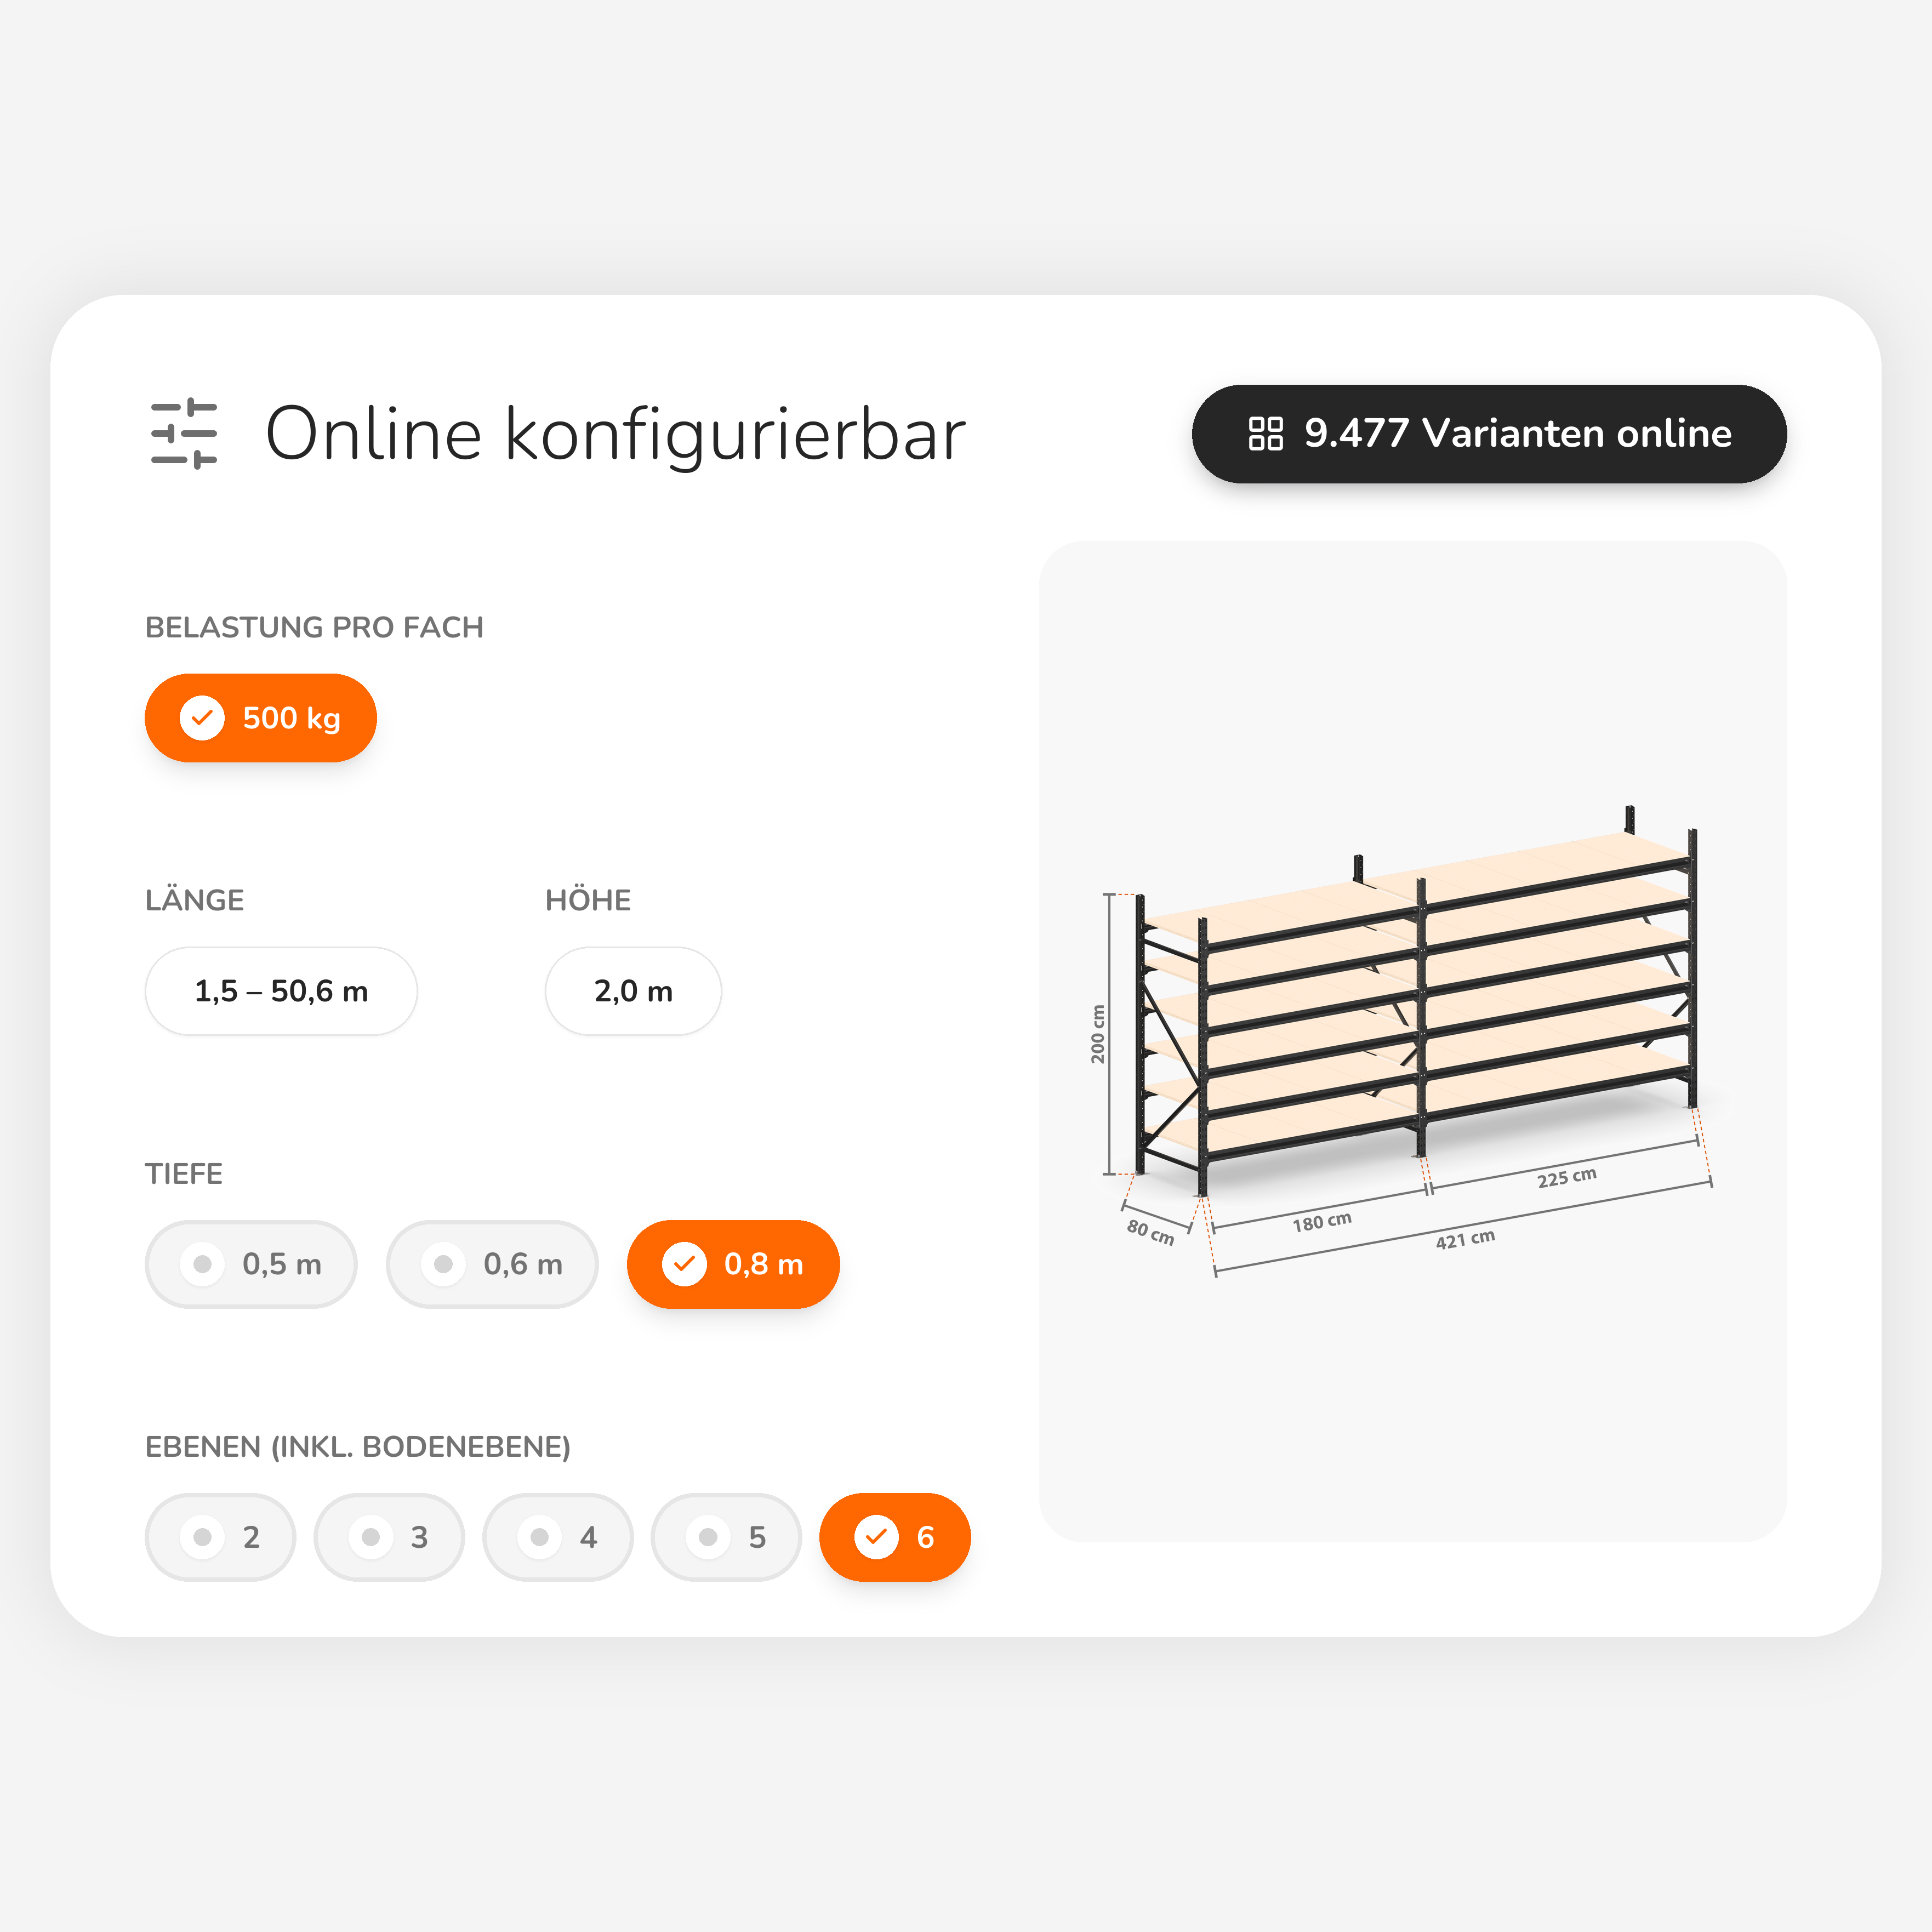 Online konfigurierbar
9.477 Varianten online
BELASTUNG PRO FACH
500 kg
LÄNGE
HÖHE
1,5 – 50,6 m
2,0 m
TIEFE
0,5 m
0,6 m
0,8 m
EBENEN (INKL. BODENEBENE)
2
3
4
5
6
200 cm
80 cm
180 cm
225 cm
421 cm